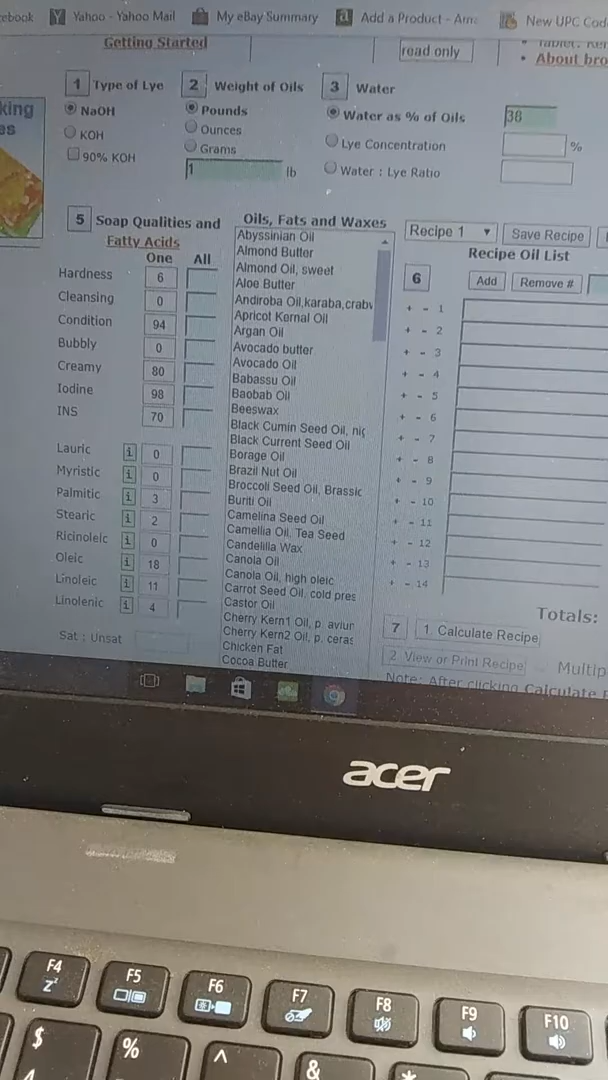 ebook Yahoo - Yahoo Mail My eBay Summary a Add a Product - Am New UPC Cod
Getting Started
read only
About bro
1 Type of Lye 2 Weight of Oils 3 Water
NaOH Pounds Water as % of Oils 38
KOH Ounces Lye Concentration %
90% KOH Grams Water : Lye Ratio
1 lb
king
es
5 Soap Qualities and
Fatty Acids
One All
Hardness 6
Cleansing 0
Condition 94
Bubbly 0
Creamy 80
Iodine 98
INS 70
Lauric i 0
Myristic i 0
Palmitic i 3
Stearic i 2
Ricinoleic i 0
Oleic i 18
Linoleic i 11
Linolenic i 4
Sat : Unsat
Oils, Fats and Waxes
Abyssinian Oil
Almond Butter
Almond Oil, sweet
Aloe Butter
Andiroba Oil,karaba,crabw
Apricot Kernal Oil
Argan Oil
Avocado butter
Avocado Oil
Babassu Oil
Baobab Oil
Beeswax
Black Cumin Seed Oil, nig
Black Current Seed Oil
Borage Oil
Brazil Nut Oil
Broccoli Seed Oil, Brassic
Buriti Oil
Camelina Seed Oil
Camellia Oil, Tea Seed
Candelilla Wax
Canola Oil
Canola Oil, high oleic
Carrot Seed Oil, cold pres
Castor Oil
Cherry Kern1 Oil, p. avium
Cherry Kern2 Oil, p. ceras
Chicken Fat
Cocoa Butter
Recipe 1 Save Recipe
Recipe Oil List
6 Add Remove #
+ - 1
+ - 2
+ - 3
+ - 4
+ - 5
+ - 6
+ - 7
+ - 8
+ - 9
+ - 10
+ - 11
+ - 12
+ - 13
+ - 14
Totals:
7 1. Calculate Recipe
2. View or Print Recipe Multip
Note: After clicking Calculate
acer
F4 F5 F6 F7 F8 F9 F10
Zz
$ % ^ & *
4